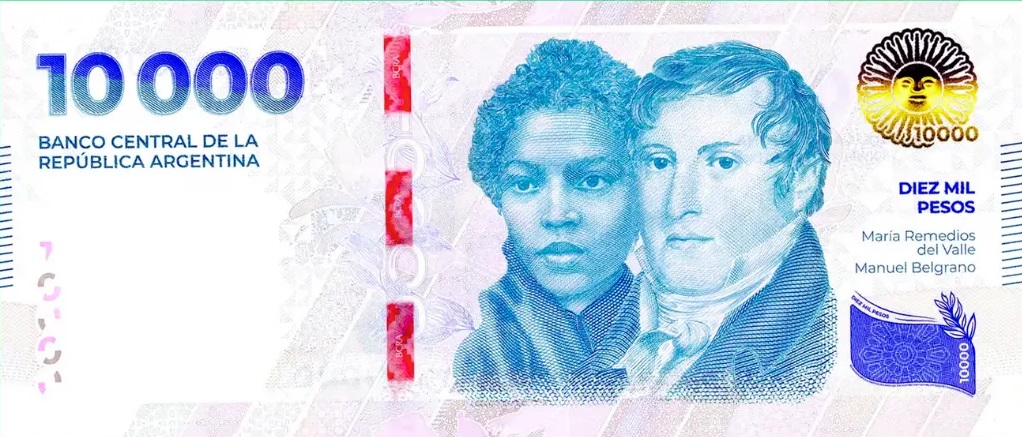 10 000
BANCO CENTRAL DE LA
REPÚBLICA ARGENTINA
BCRA
BCRA
BCRA
10000
DIEZ MIL
PESOS
María Remedios
del Valle
Manuel Belgrano
DIEZ MIL PESOS
10000